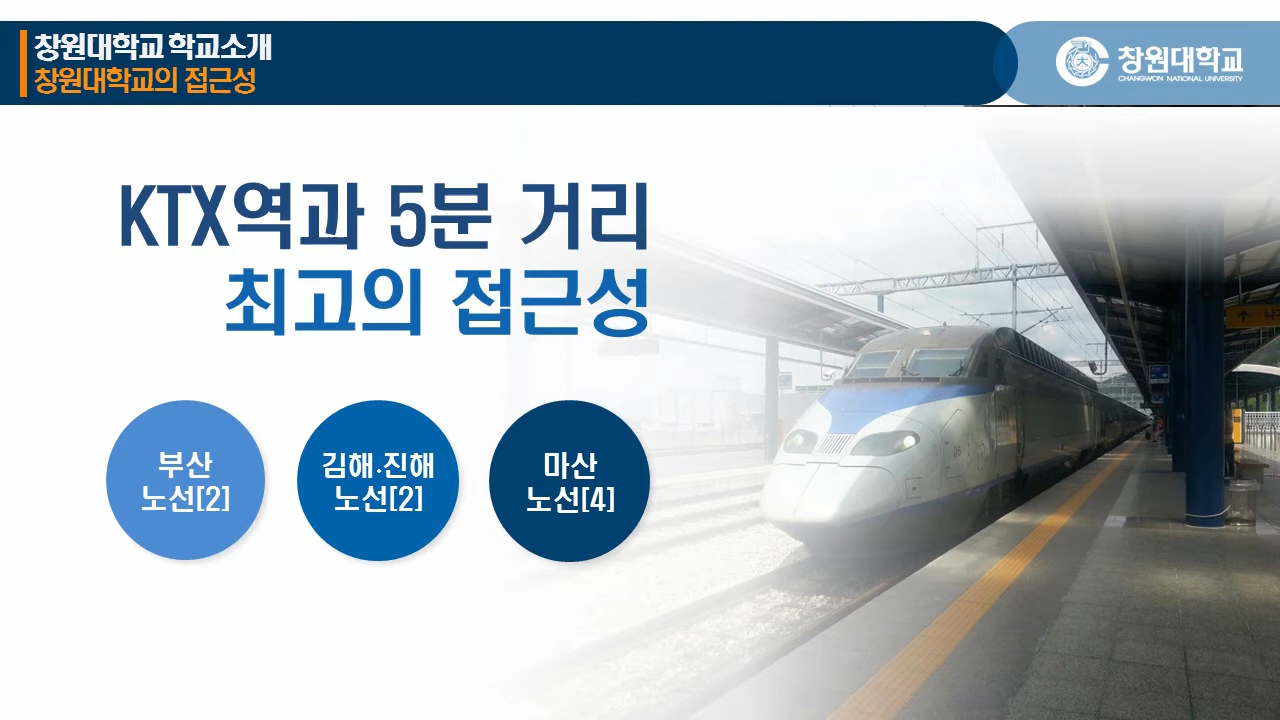 창원대학교 학교소개
창원대학교의 접근성
창원대학교
CHANGWON NATIONAL UNIVERSITY
KTX역과 5분 거리
최고의 접근성
부산
노선[2]
김해·진해
노선[2]
마산
노선[4]